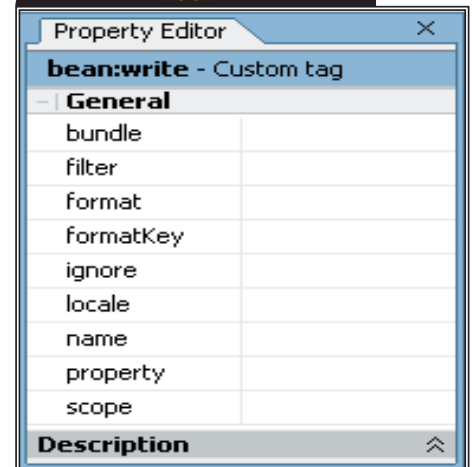 Property Editor
bean:write - Custom tag
General
bundle
filter
format
formatKey
ignore
locale
name
property
scope
Description